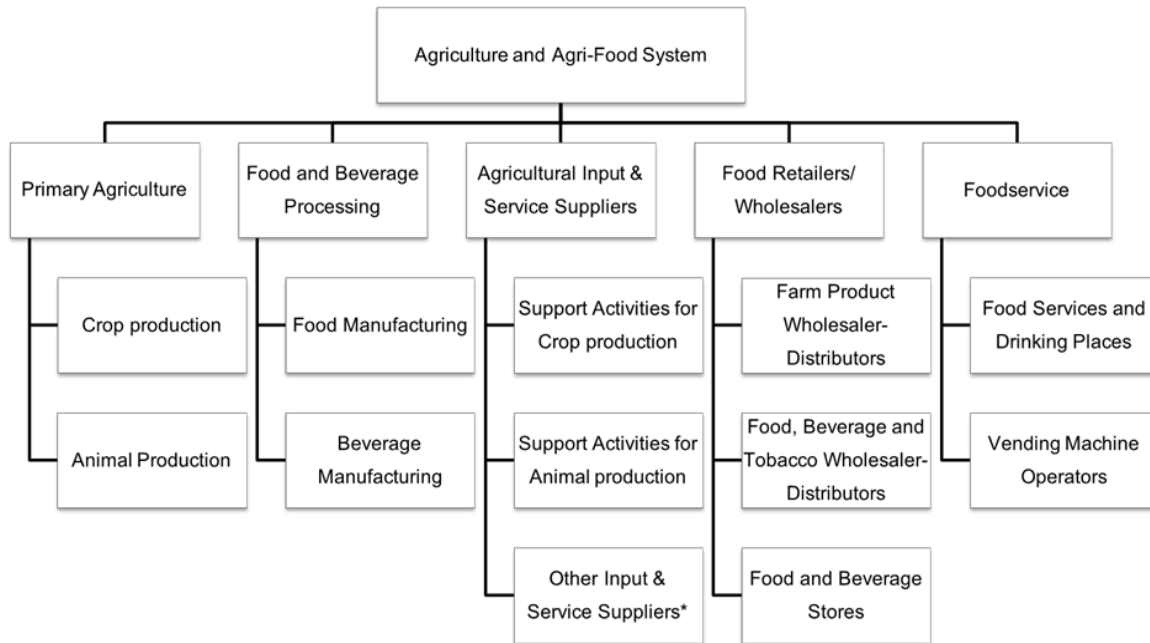 Agriculture and Agri-Food System
Primary Agriculture
Food and Beverage
Processing
Agricultural Input &
Service Suppliers
Food Retailers/
Wholesalers
Foodservice
Crop production
Food Manufacturing
Support Activities for
Crop production
Farm Product
Wholesaler-
Distributors
Food Services and
Drinking Places
Animal Production
Beverage
Manufacturing
Support Activities for
Animal production
Food, Beverage and
Tobacco Wholesaler-
Distributors
Vending Machine
Operators
Other Input &
Service Suppliers*
Food and Beverage
Stores